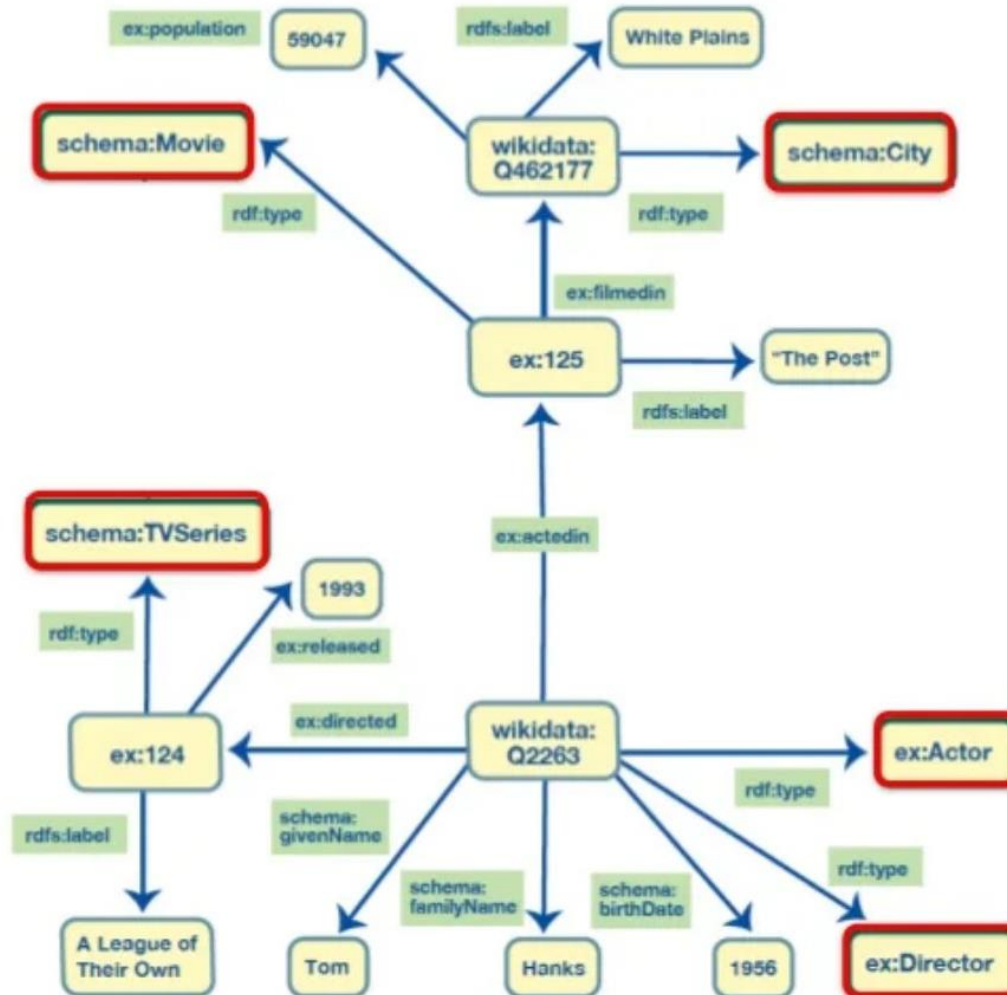 ex:population
59047
rdfs:label
White Plains
schema:Movie
wikidata:
Q462177
schema:City
rdf:type
rdf:type
ex:filmedin
ex:125
"The Post"
rdfs:label
schema:TVSeries
ex:actedin
1993
rdf:type
ex:released
ex:directed
wikidata:
Q2263
ex:124
ex:Actor
rdf:type
schema:
givenName
rdfs:label
rdf:type
schema:
familyName
schema:
birthDate
A League of
Their Own
Tom
Hanks
1956
ex:Director